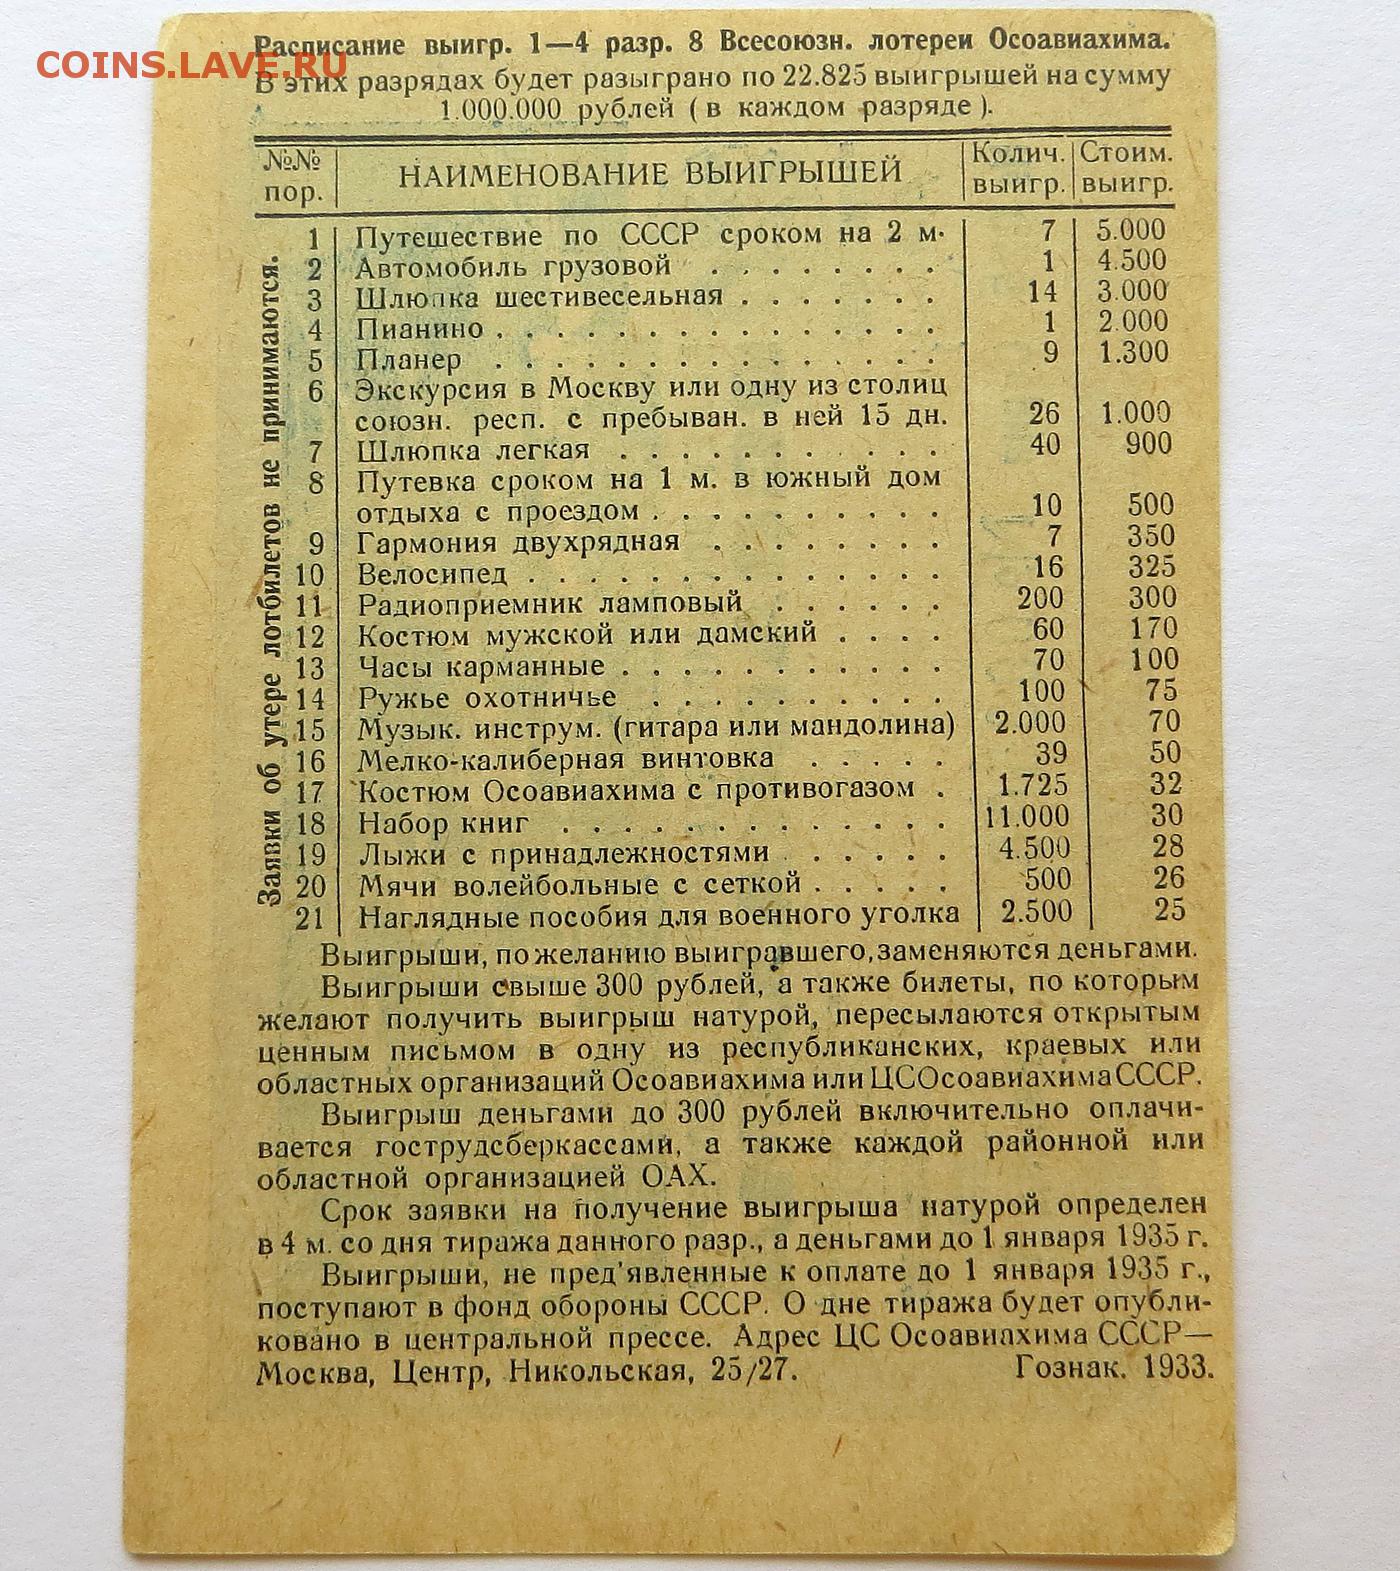 COINS.LAVE.RU
Расписание выигр. 1—4 разр. 8 Всесоюзн. лотереи Осоавиахима.
В этих разрядах будет разыграно по 22.825 выигрышей на сумму
1.000.000 рублей ( в каждом разряде ).
№№ пор. НАИМЕНОВАНИЕ ВЫИГРЫШЕЙ Колич. выигр. Стоим. выигр.
1 Путешествие по СССР сроком на 2 м. 7 5.000
2 Автомобиль грузовой . . . . . . . . 1 4.500
3 Шлюпка шестивесельная . . . . . . . 14 3.000
4 Пианино . . . . . . . . . . . . . . . 1 2.000
5 Планер . . . . . . . . . . . . . . . 9 1.300
6 Экскурсия в Москву или одну из столиц
союзн. респ. с пребыван. в ней 15 дн. 26 1.000
7 Шлюпка легкая . . . . . . . . . . . 40 900
8 Путевка сроком на 1 м. в южный дом
отдыха с проездом . . . . . . . . . . 10 500
9 Гармония двухрядная . . . . . . . . 7 350
10 Велосипед . . . . . . . . . . . . . . 16 325
11 Радиоприемник ламповый . . . . . . 200 300
12 Костюм мужской или дамский . . . . 60 170
13 Часы карманные . . . . . . . . . . . 70 100
14 Ружье охотничье . . . . . . . . . . 100 75
15 Музык. инструм. (гитара или мандолина) 2.000 70
16 Мелко-калиберная винтовка . . . . . 39 50
17 Костюм Осоавиахима с противогазом . 1.725 32
18 Набор книг . . . . . . . . . . . . . 11.000 30
19 Лыжи с принадлежностями . . . . . . 4.500 28
20 Мячи волейбольные с сеткой . . . . . 500 26
21 Наглядные пособия для военного уголка 2.500 25
Заявки об утере лотбилетов не принимаются.
Выигрыши, по желанию выигравшего, заменяются деньгами.
Выигрыши свыше 300 рублей, а также билеты, по которым
желают получить выигрыш натурой, пересылаются открытым
ценным письмом в одну из республиканских, краевых или
областных организаций Осоавиахима или ЦС Осоавиахима СССР.
Выигрыш деньгами до 300 рублей включительно оплачи-
вается гострудсберкассами, а также каждой районной или
областной организацией ОАХ.
Срок заявки на получение выигрыша натурой определен
в 4 м. со дня тиража данного разр., а деньгами до 1 января 1935 г.
Выигрыши, не пред'явленные к оплате до 1 января 1935 г.,
поступают в фонд обороны СССР. О дне тиража будет опубли-
ковано в центральной прессе. Адрес ЦС Осоавиахима СССР—
Москва, Центр, Никольская, 25/27. Гознак. 1933.